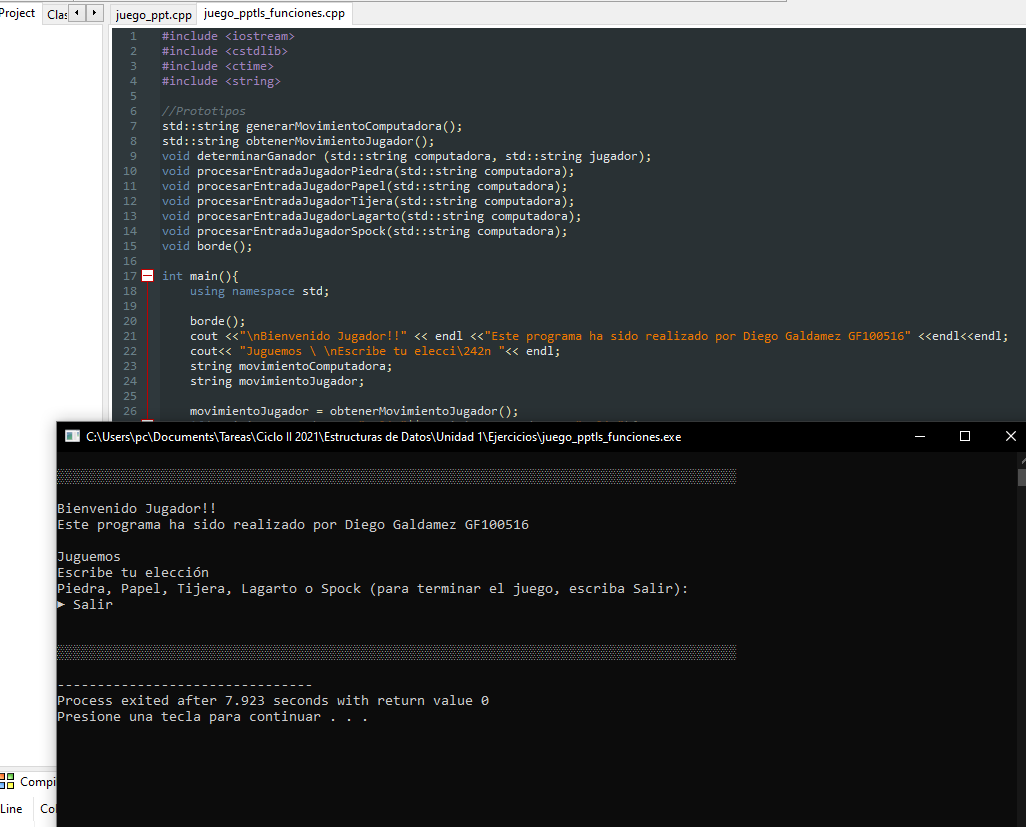 Project
Clas
juego_ppt.cpp
juego_pptls_funciones.cpp
1 #include <iostream>
2 #include <cstdlib>
3 #include <ctime>
4 #include <string>
5
6 //Prototipos
7 std::string generarMovimientoComputadora();
8 std::string obtenerMovimientoJugador();
9 void determinarGanador (std::string computadora, std::string jugador);
10 void procesarEntradaJugadorPiedra(std::string computadora);
11 void procesarEntradaJugadorPapel(std::string computadora);
12 void procesarEntradaJugadorTijera(std::string computadora);
13 void procesarEntradaJugadorLagarto(std::string computadora);
14 void procesarEntradaJugadorSpock(std::string computadora);
15 void borde();
16
17 int main(){
18 using namespace std;
19
20 borde();
21 cout <<"\nBienvenido Jugador!!" << endl <<"Este programa ha sido realizado por Diego Galdamez GF100516" <<endl<<endl;
22 cout<< "Juguemos \ \nEscribe tu elecci\242n "<< endl;
23 string movimientoComputadora;
24 string movimientoJugador;
25
26 movimientoJugador = obtenerMovimientoJugador();
C:\Users\pc\Documents\Tareas\Ciclo II 2021\Estructuras de Datos\Unidad 1\Ejercicios\juego_pptls_funciones.exe
Bienvenido Jugador!!
Este programa ha sido realizado por Diego Galdamez GF100516
Juguemos
Escribe tu elección
Piedra, Papel, Tijera, Lagarto o Spock (para terminar el juego, escriba Salir):
► Salir
--------------------------------
Process exited after 7.923 seconds with return value 0
Presione una tecla para continuar . . .
Compi
Line
Col